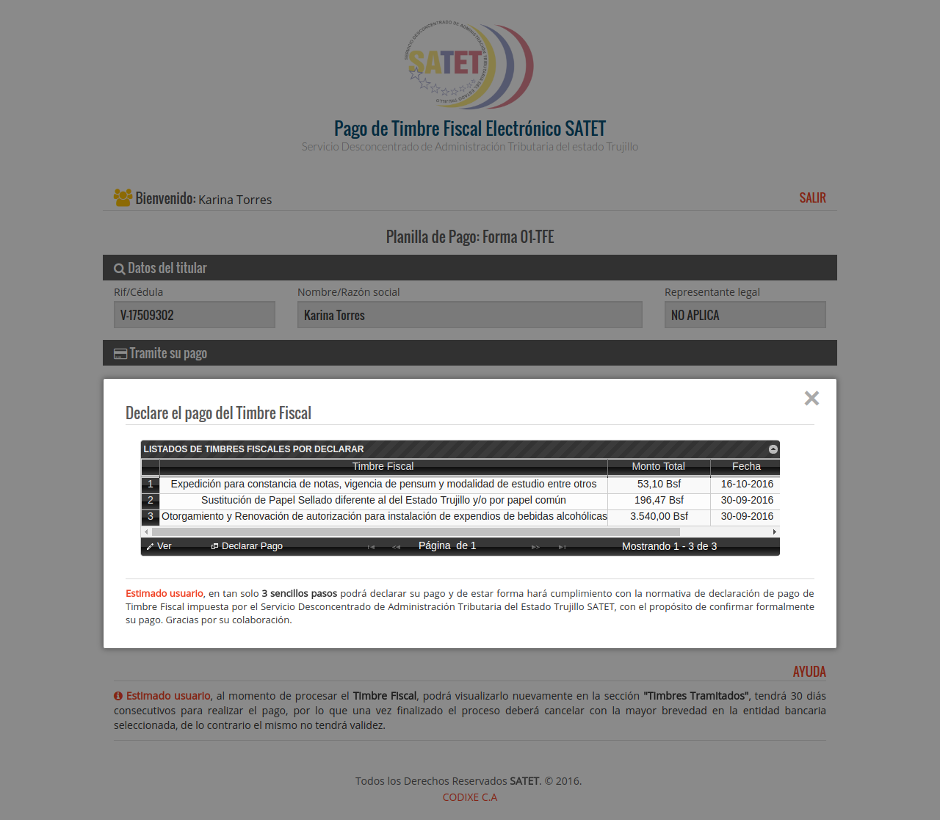 SATET
Pago de Timbre Fiscal Electrónico SATET
Servicio Desconcentrado de Administración Tributaria del estado Trujillo
Bienvenido: Karina Torres
SALIR
Planilla de Pago: Forma 01-TFE
Datos del titular
Rif/Cédula Nombre/Razón social Representante legal
V-17509302 Karina Torres NO APLICA
Tramite su pago
Declare el pago del Timbre Fiscal
LISTADOS DE TIMBRES FISCALES POR DECLARAR
Timbre Fiscal Monto Total Fecha
1 Expedición para constancia de notas, vigencia de pensum y modalidad de estudio entre otros 53,10 Bsf 16-10-2016
2 Sustitución de Papel Sellado diferente al del Estado Trujillo y/o por papel común 196,47 Bsf 30-09-2016
3 Otorgamiento y Renovación de autorización para instalación de expendios de bebidas alcohólicas 3.540,00 Bsf 30-09-2016
Ver Declarar Pago Página de 1 Mostrando 1 - 3 de 3
Estimado usuario, en tan solo 3 sencillos pasos podrá declarar su pago y de estar forma hará cumplimiento con la normativa de declaración de pago de
Timbre Fiscal impuesta por el Servicio Desconcentrado de Administración Tributaria del Estado Trujillo SATET, con el propósito de confirmar formalmente
su pago. Gracias por su colaboración.
AYUDA
Estimado usuario, al momento de procesar el Timbre Fiscal, podrá visualizarlo nuevamente en la sección "Timbres Tramitados", tendrá 30 diás
consecutivos para realizar el pago, por lo que una vez finalizado el proceso deberá cancelar con la mayor brevedad en la entidad bancaria
seleccionada, de lo contrario el mismo no tendrá validez.
Todos los Derechos Reservados SATET. © 2016.
CODIXE C.A